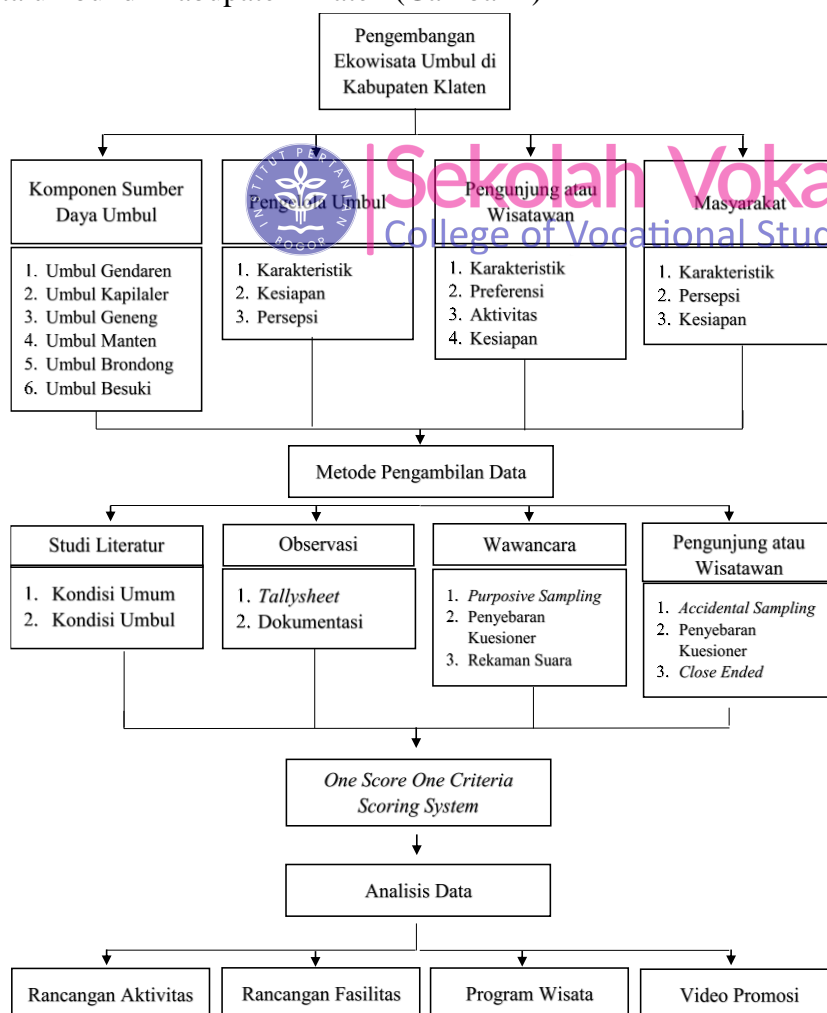 Pengembangan
Ekowisata Umbul di
Kabupaten Klaten
Komponen Sumber
Daya Umbul
1. Umbul Gendaren
2. Umbul Kapilaler
3. Umbul Geneng
4. Umbul Manten
5. Umbul Brondong
6. Umbul Besuki
Pengelola Umbul
1. Karakteristik
2. Kesiapan
3. Persepsi
Pengunjung atau
Wisatawan
1. Karakteristik
2. Preferensi
3. Aktivitas
4. Kesiapan
Masyarakat
1. Karakteristik
2. Persepsi
3. Kesiapan
INSTITUT PERTANIAN
BOGOR
Sekolah Voka
College of Vocational Stud
Metode Pengambilan Data
Studi Literatur
1. Kondisi Umum
2. Kondisi Umbul
Observasi
1. Tallysheet
2. Dokumentasi
Wawancara
1. Purposive Sampling
2. Penyebaran
Kuesioner
3. Rekaman Suara
Pengunjung atau
Wisatawan
1. Accidental Sampling
2. Penyebaran
Kuesioner
3. Close Ended
One Score One Criteria
Scoring System
Analisis Data
Rancangan Aktivitas
Rancangan Fasilitas
Program Wisata
Video Promosi